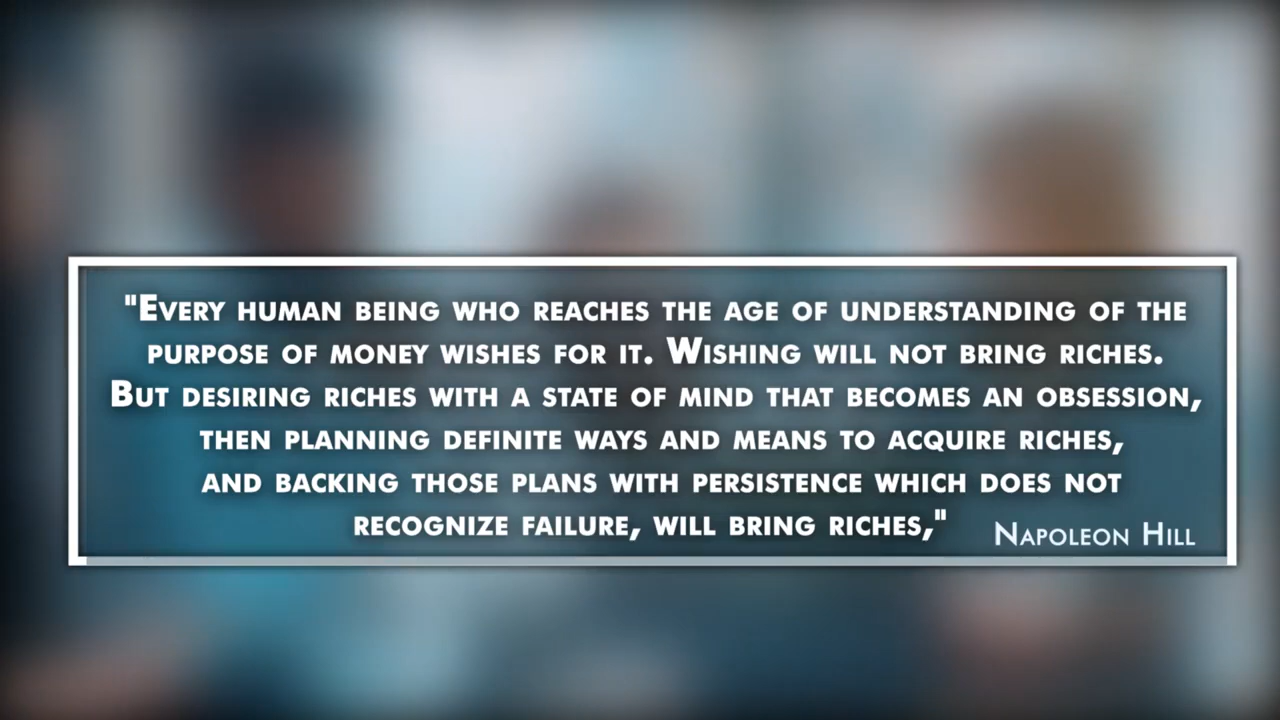 "Every human being who reaches the age of understanding of the
purpose of money wishes for it. Wishing will not bring riches.
But desiring riches with a state of mind that becomes an obsession,
then planning definite ways and means to acquire riches,
and backing those plans with persistence which does not
recognize failure, will bring riches,"
Napoleon Hill